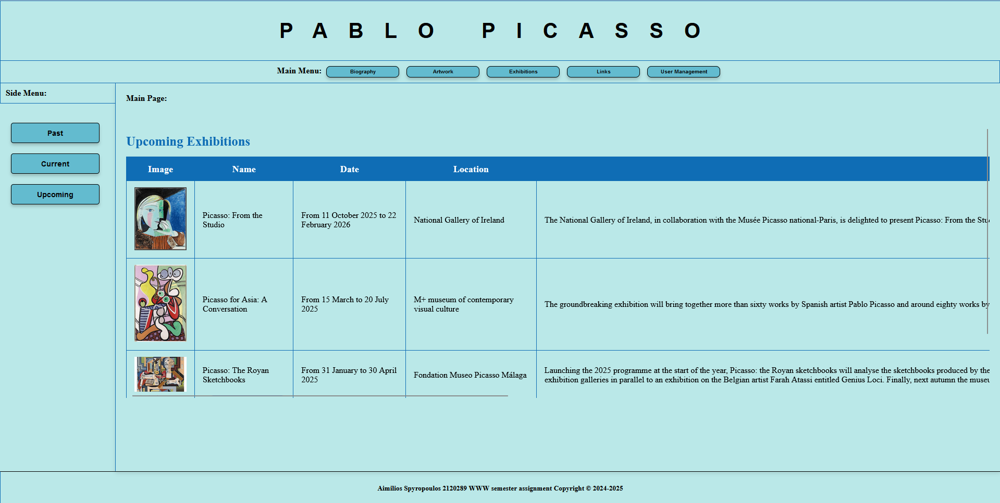 PABLO PICASSO
Main Menu: Biography Artwork Exhibitions Links User Management
Side Menu:
Past
Current
Upcoming
Main Page:
Upcoming Exhibitions
Image Name Date Location
Picasso: From the
Studio
From 11 October 2025 to 22
February 2026
National Gallery of Ireland
The National Gallery of Ireland, in collaboration with the Musée Picasso national-Paris, is delighted to present Picasso: From the
Picasso for Asia: A
Conversation
From 15 March to 20 July
2025
M+ museum of contemporary
visual culture
The groundbreaking exhibition will bring together more than sixty works by Spanish artist Pablo Picasso and around eighty works by
Picasso: The Royan
Sketchbooks
From 31 January to 30 April
2025
Fondation Museo Picasso Málaga
Launching the 2025 programme at the start of the year, Picasso: the Royan sketchbooks will analyse the sketchbooks produced by the
exhibition galleries in parallel to an exhibition on the Belgian artist Farah Atassi entitled Genius Loci. Finally, next autumn the
Aimilios Spyropoulos 2120289 WWW semester assignment Copyright © 2024-2025